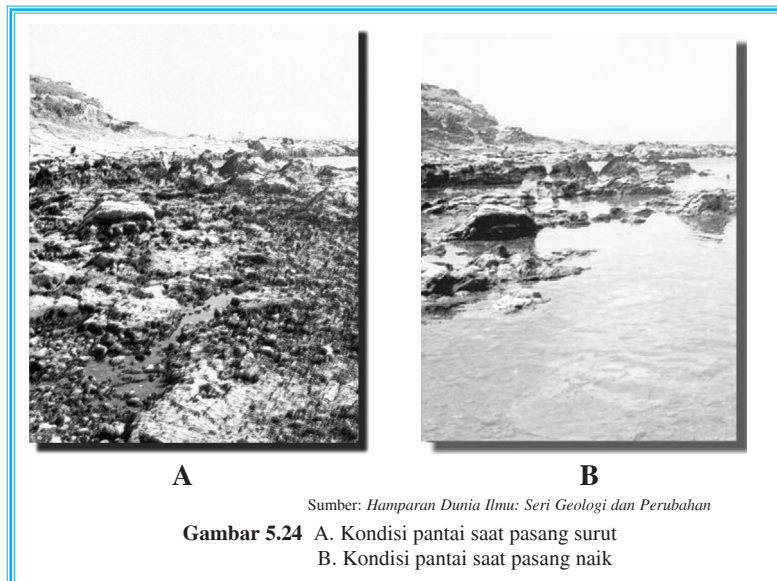 A
B
Sumber: Hamparan Dunia Ilmu: Seri Geologi dan Perubahan
Gambar 5.24 A. Kondisi pantai saat pasang surut
B. Kondisi pantai saat pasang naik